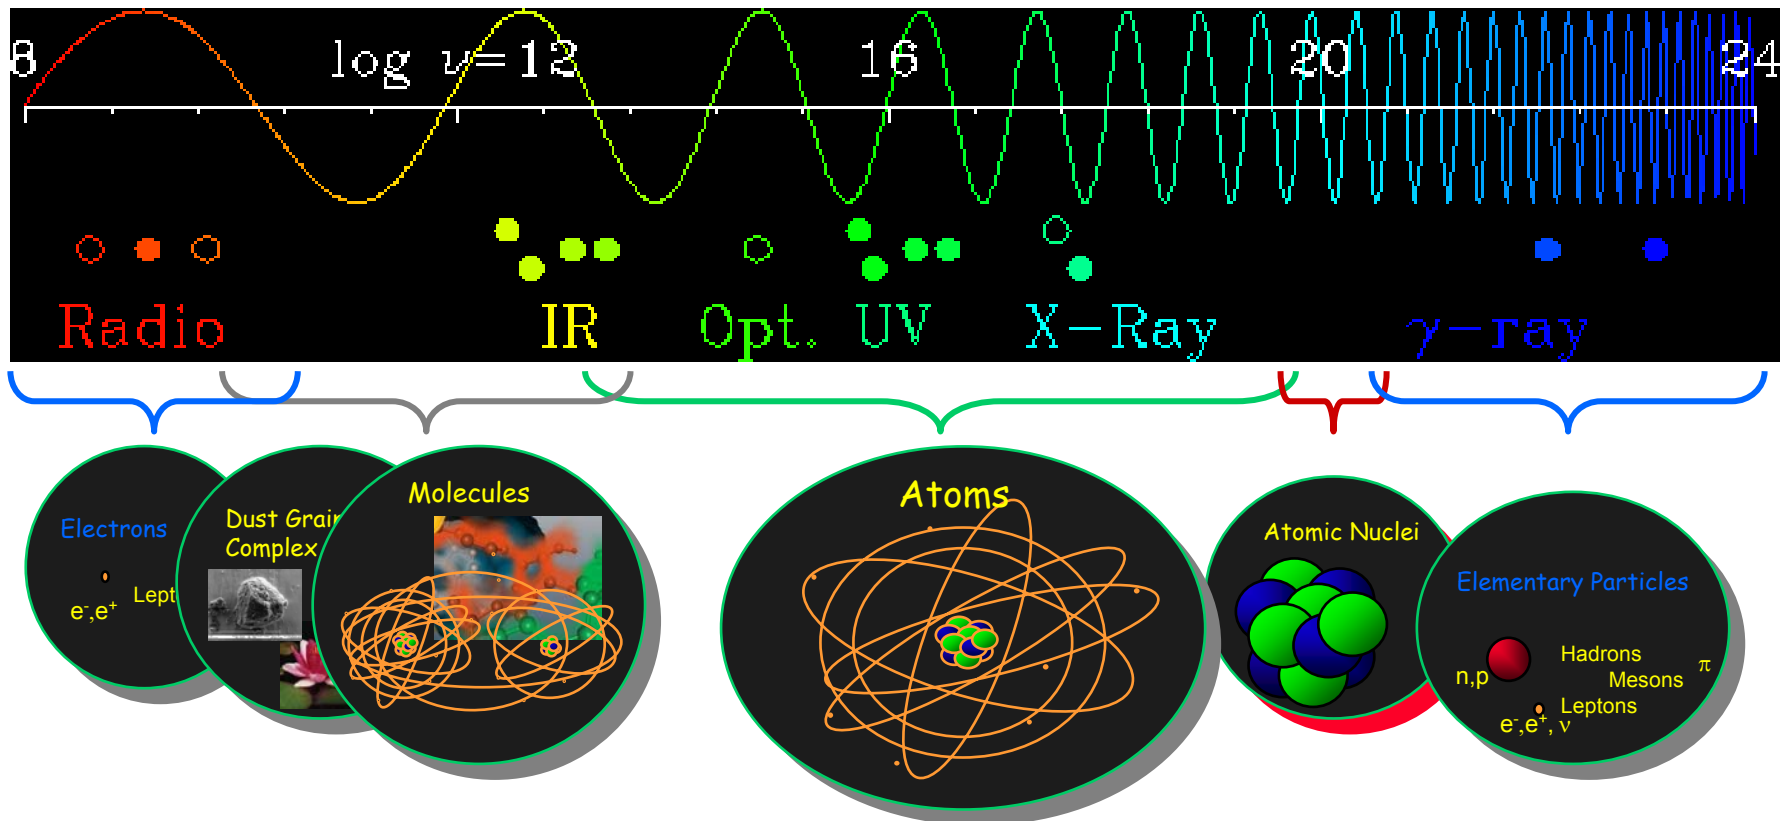 8 log ν=12 16 20 24
Radio IR Opt. UV X-Ray γ-ray
Electrons
e-,e+
Lept
Dust Grain
Complex
Molecules
Atoms
Atomic Nuclei
Elementary Particles
n,p
Hadrons
Mesons π
Leptons
e-,e+, ν